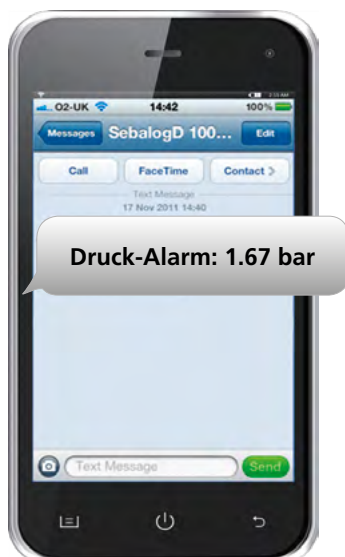 O2-UK 14:42 100%
Messages SebalogD 100... Edit
Call FaceTime Contact
Text Message
17 Nov 2011 14:40
Druck-Alarm: 1.67 bar
Text Message Send